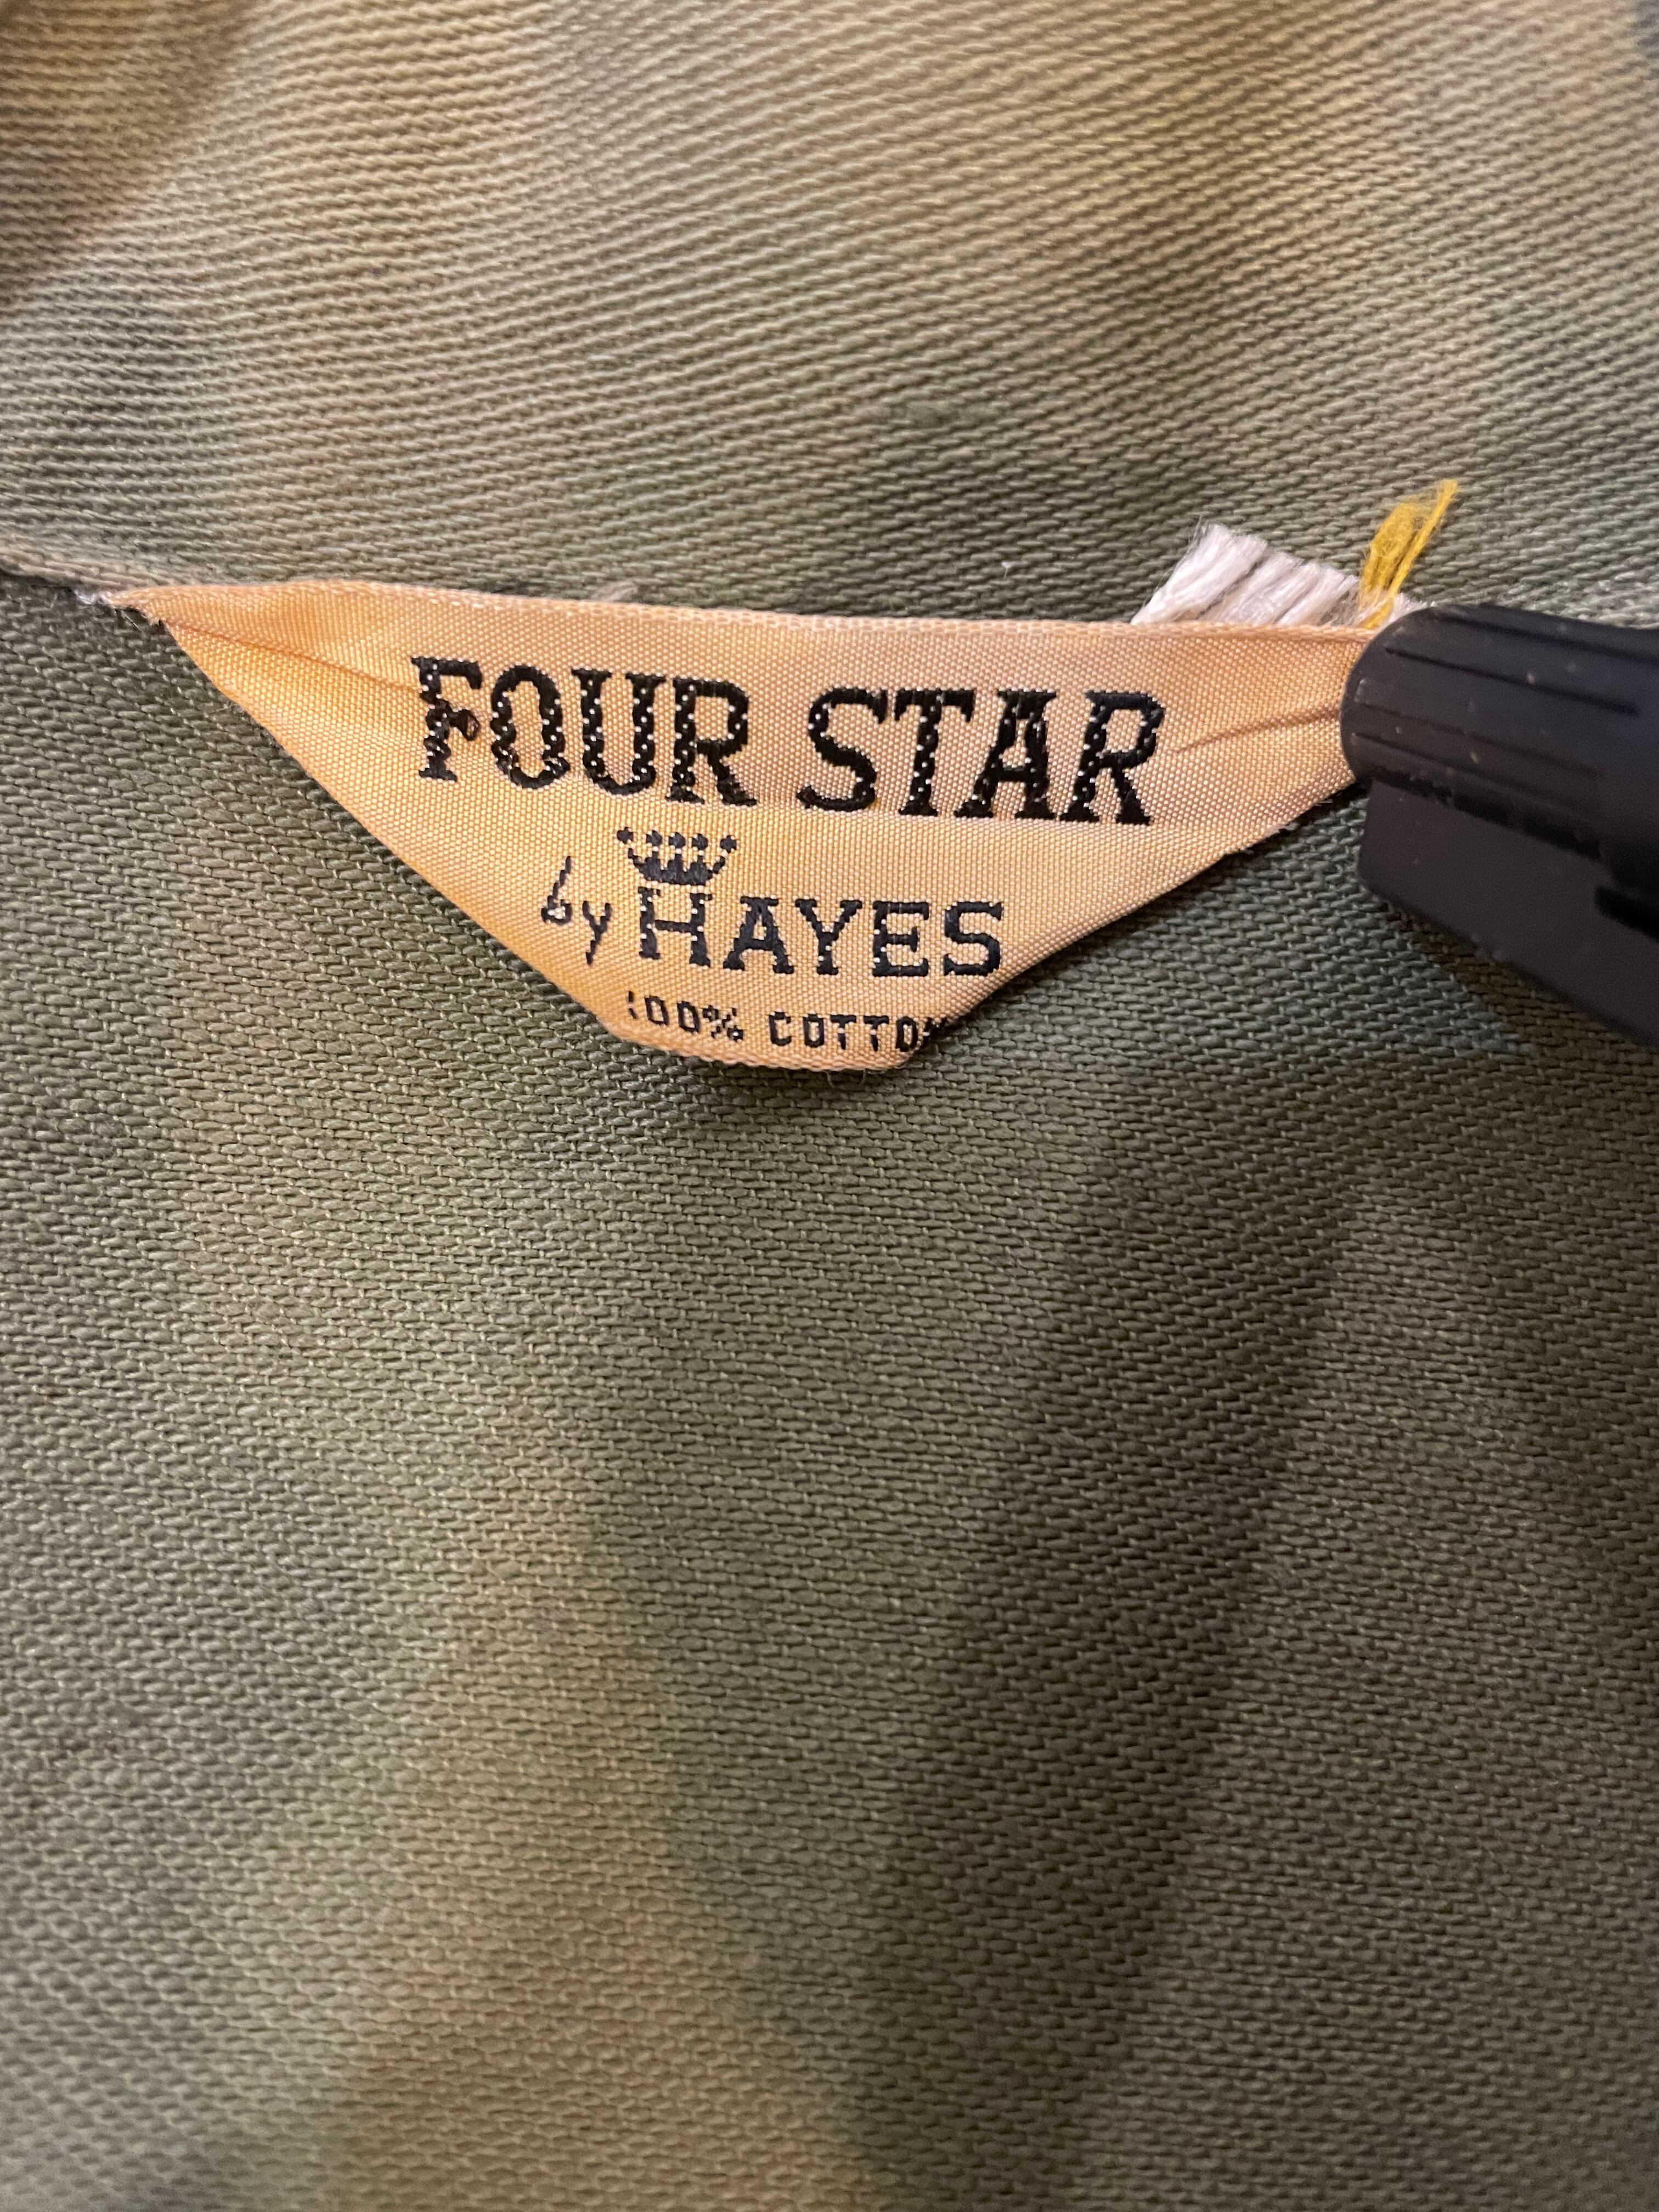 FOUR STAR
by HAYES
100% COTTON